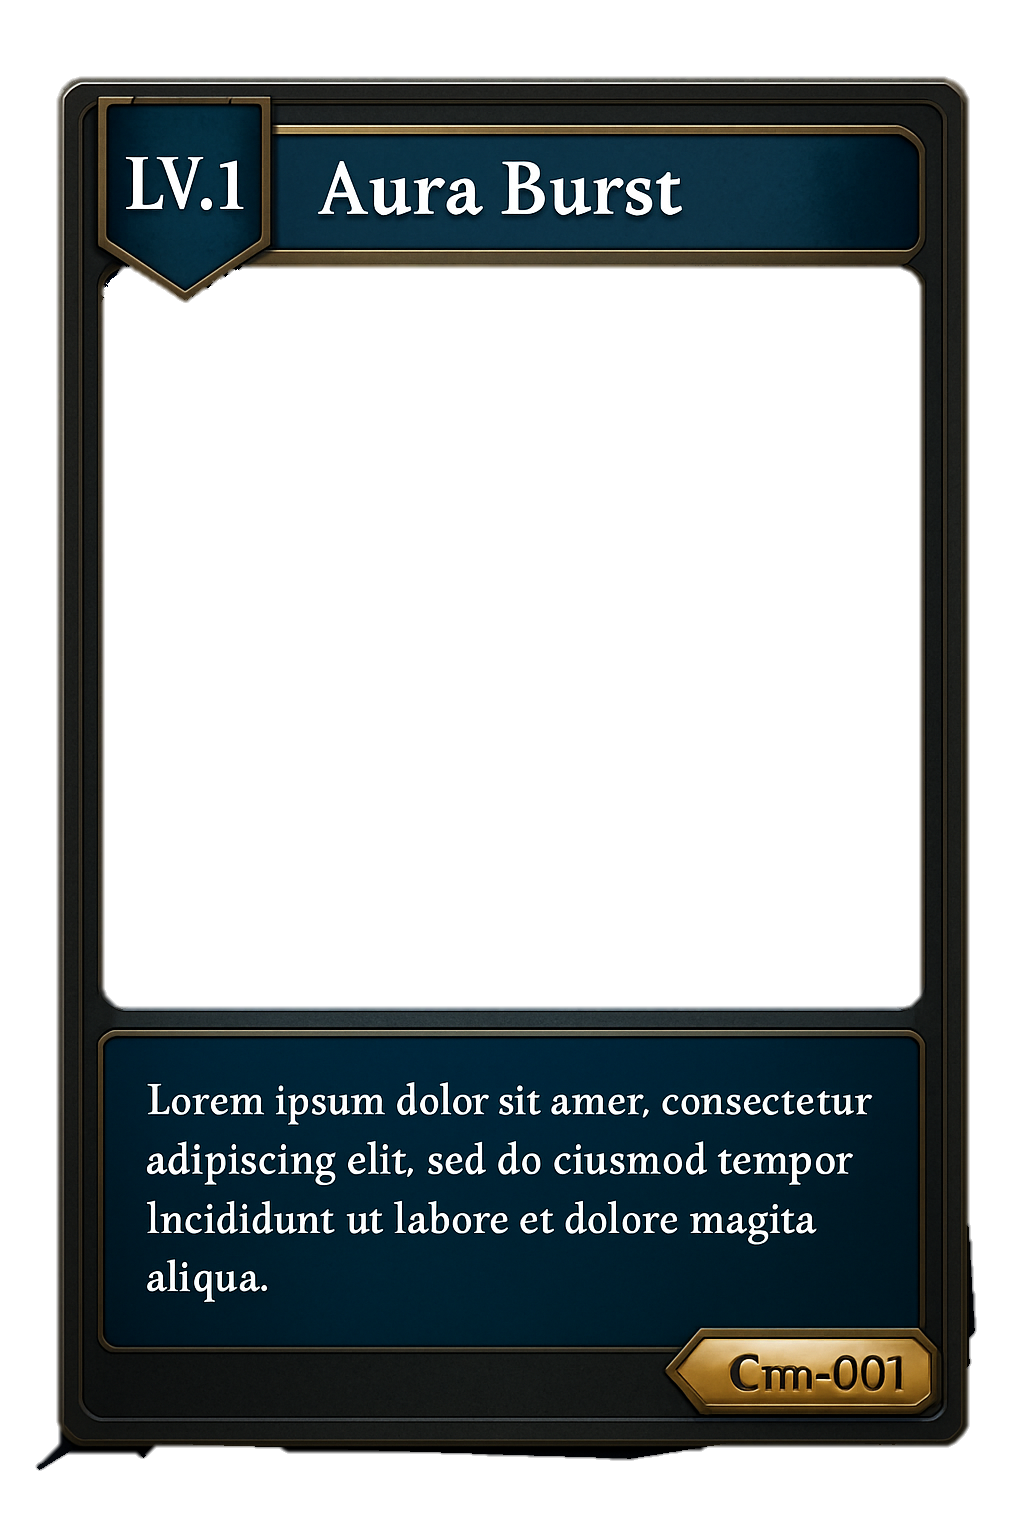 LV.1
Aura Burst
Lorem ipsum dolor sit amer, consectetur
adipiscing elit, sed do ciusmod tempor
lncididunt ut labore et dolore magita
aliqua.
Crm-001